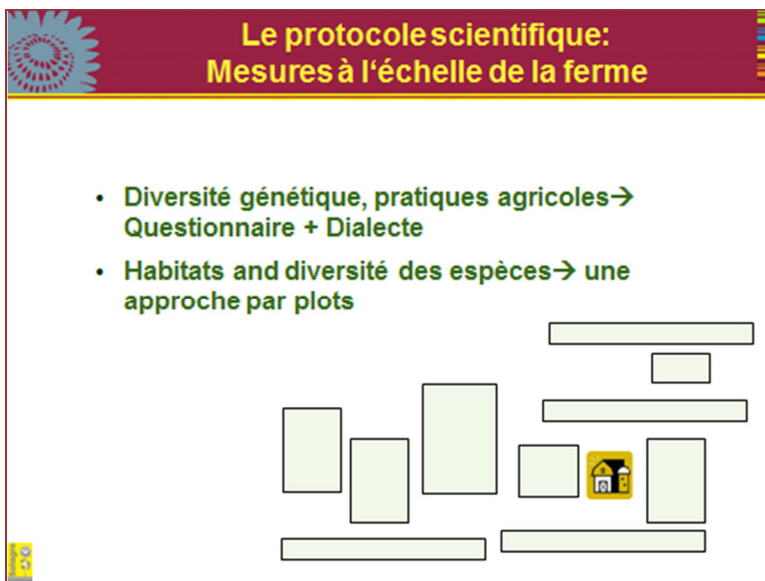 Le protocole scientifique:
Mesures à l‘échelle de la ferme
• Diversité génétique, pratiques agricoles→
Questionnaire + Dialecte
• Habitats and diversité des espèces→ une
approche par plots